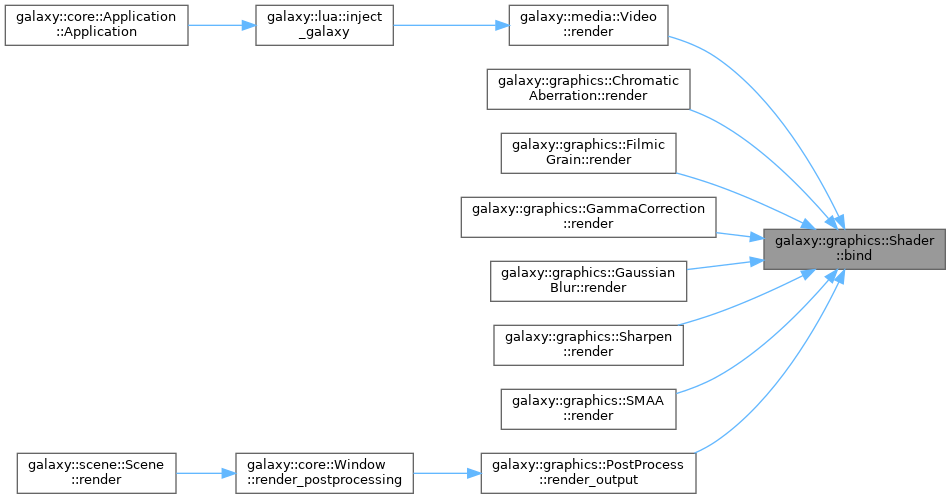 galaxy::core::Application
::Application
galaxy::lua::inject
_galaxy
galaxy::media::Video
::render
galaxy::graphics::Chromatic
Aberration::render
galaxy::graphics::Filmic
Grain::render
galaxy::graphics::GammaCorrection
::render
galaxy::graphics::Shader
::bind
galaxy::graphics::Gaussian
Blur::render
galaxy::graphics::Sharpen
::render
galaxy::graphics::SMAA
::render
galaxy::scene::Scene
::render
galaxy::core::Window
::render_postprocessing
galaxy::graphics::PostProcess
::render_output